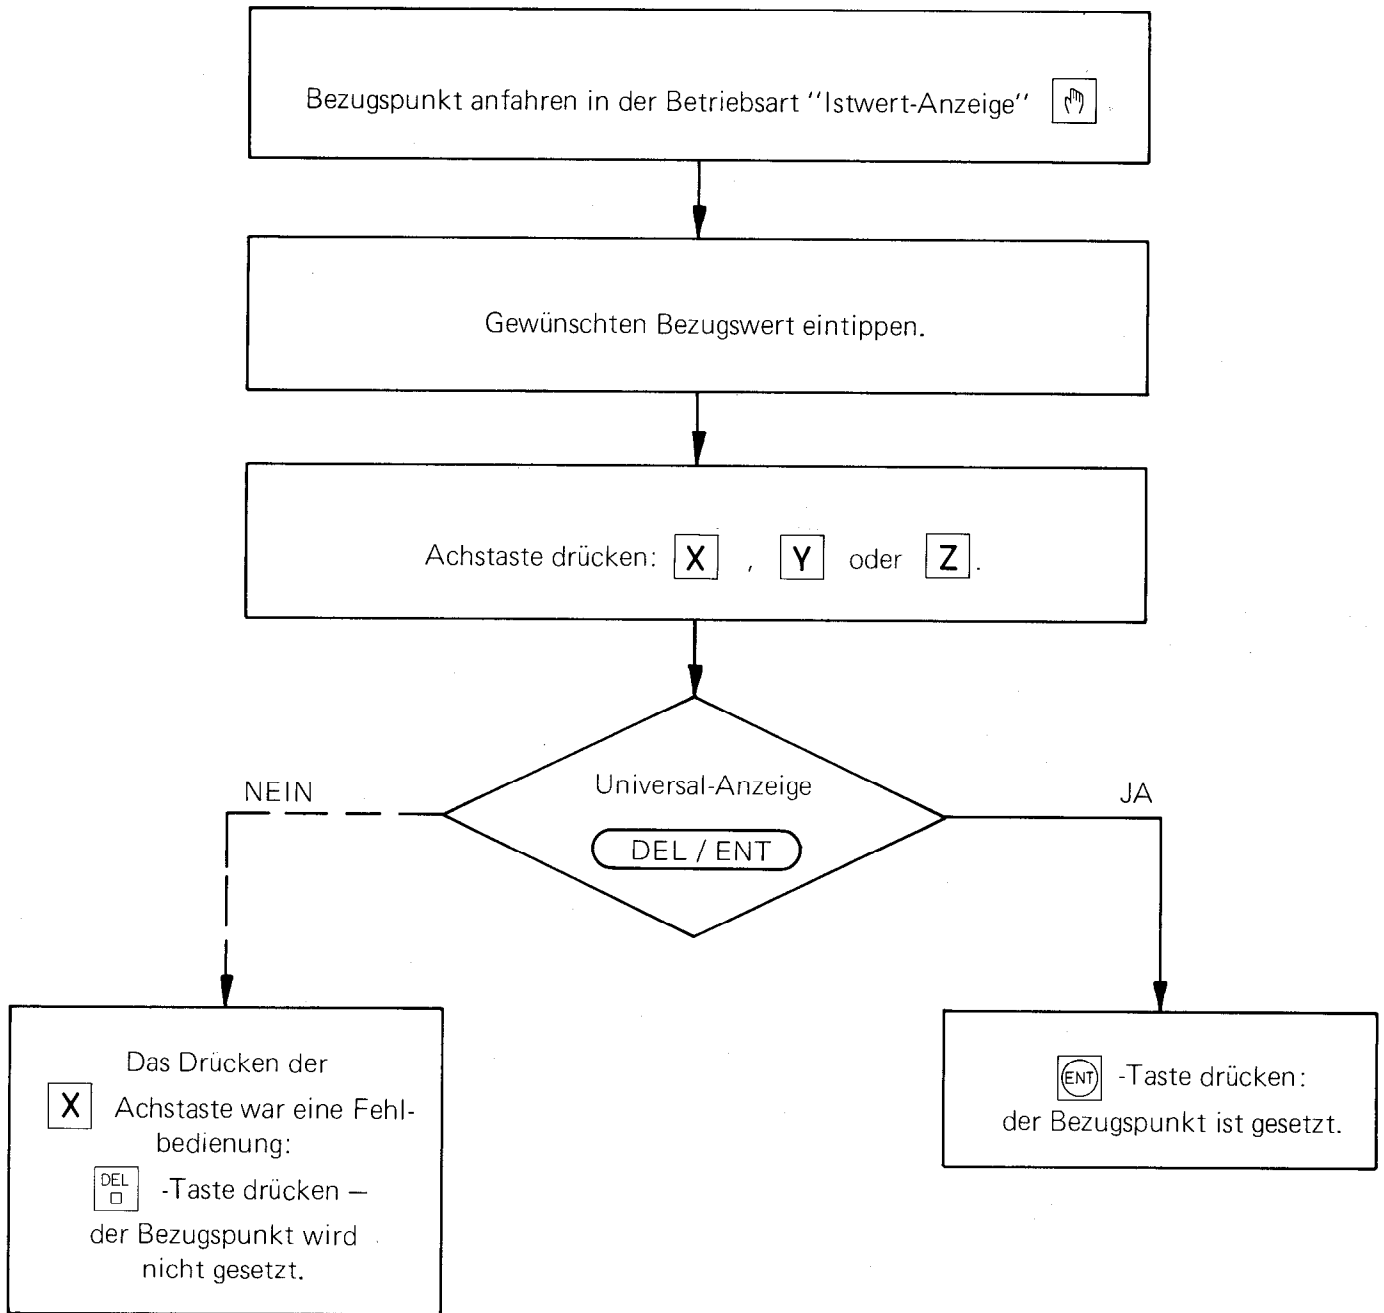 Bezugspunkt anfahren in der Betriebsart ''Istwert-Anzeige''
Gewünschten Bezugswert eintippen.
Achstaste drücken: X , Y oder Z.
Universal-Anzeige
NEIN
JA
DEL / ENT
Das Drücken der
X Achstaste war eine Fehl-
bedienung:
DEL
-Taste drücken —
der Bezugspunkt wird
nicht gesetzt.
ENT -Taste drücken:
der Bezugspunkt ist gesetzt.